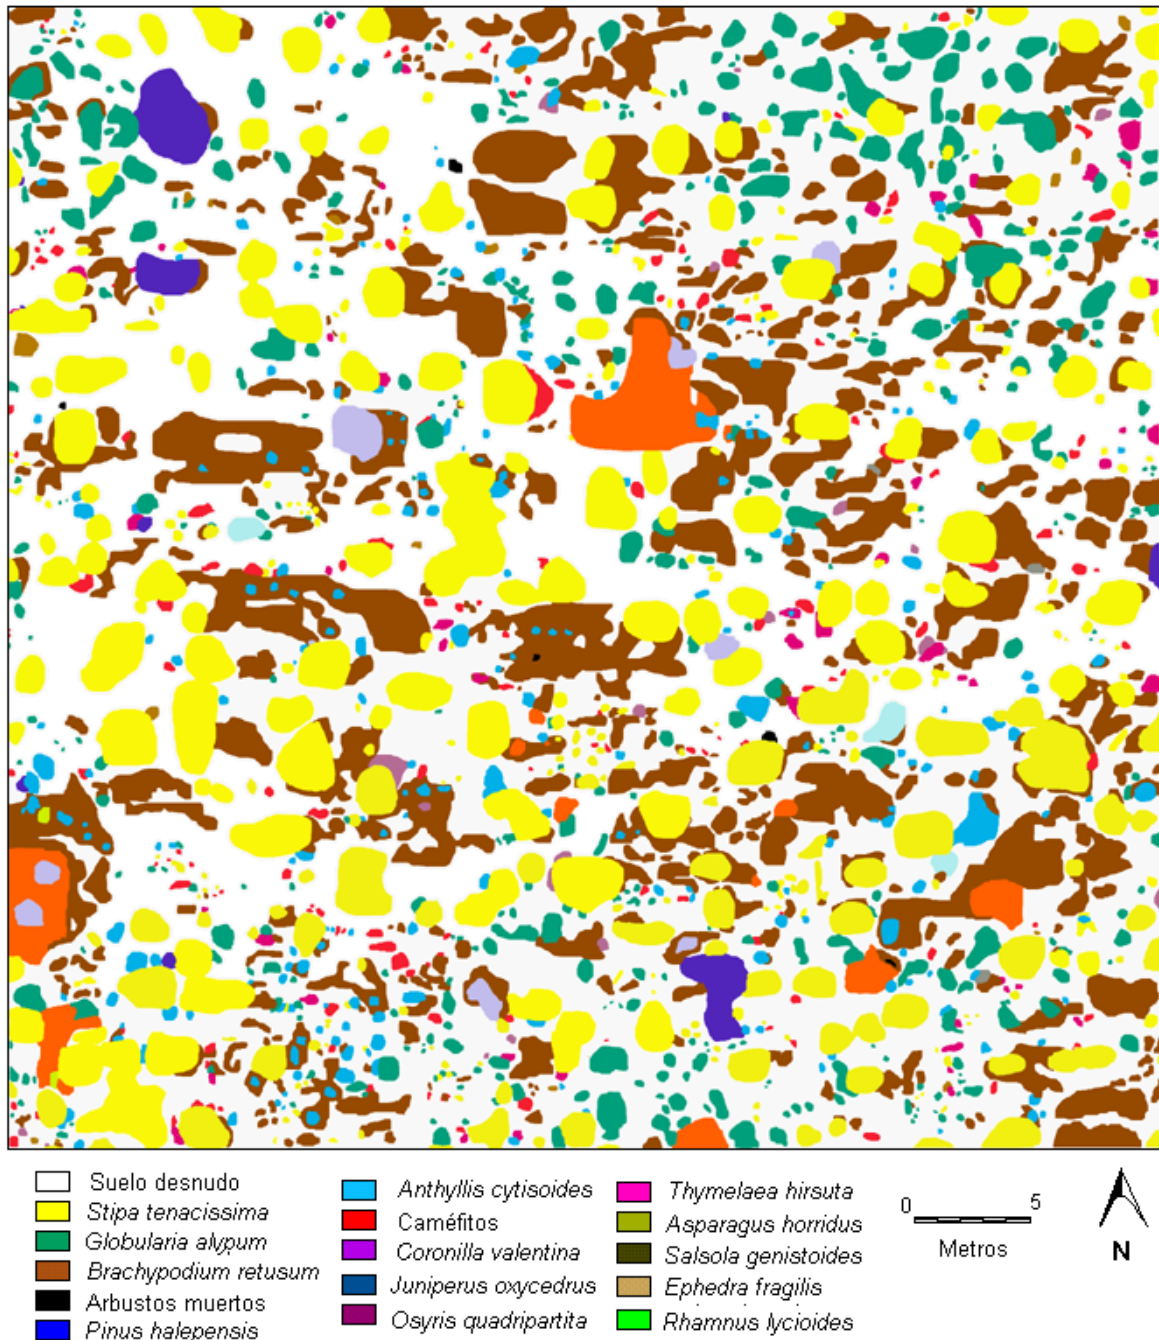 Suelo desnudo
Stipa tenacissima
Globularia alypum
Brachypodium retusum
Arbustos muertos
Pinus halepensis
Anthyllis cytisoides
Caméfitos
Coronilla valentina
Juniperus oxycedrus
Osyris quadripartita
Thymelaea hirsuta
Asparagus horridus
Salsola genistoides
Ephedra fragilis
Rhamnus lycioides
0 5
Metros
N